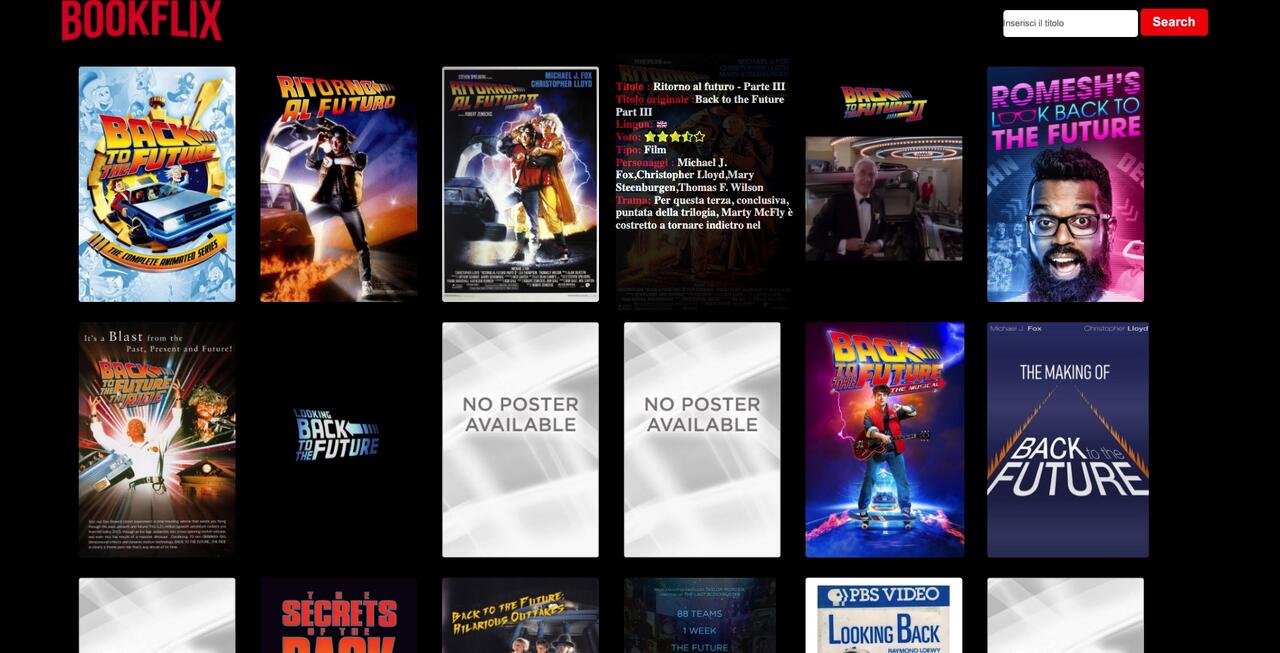 BOOKFLIX
Inserisci il titolo
Search
BACK
TO THE
FUTURE
THE COMPLETE ANIMATED SERIES
RITORNO
AL FUTURO
STEVEN SPIELBERG
MICHAEL J. FOX
CHRISTOPHER LLOYD
RITORNO
AL FUTURO II
Titolo : Ritorno al futuro - Parte III
Titolo originale :Back to the Future
Part III
Lingua:
Voto:
Tipo: Film
Personaggi : Michael J.
Fox,Christopher Lloyd,Mary
Steenburgen,Thomas F. Wilson
Trama: Per questa terza, conclusiva,
puntata della trilogia, Marty McFly è
costretto a tornare indietro nel
BACK
TO THE
FUTURE II
ROMESH'S
LOOK BACK TO
THE FUTURE
It's a Blast from the
Past, Present and Future!
BACK
TO THE
FUTURE
THE RIDE
LOOKING
BACK
TO THE
FUTURE
NO POSTER
AVAILABLE
NO POSTER
AVAILABLE
BACK
TO THE
FUTURE
THE MUSICAL
Michael J. Fox
Christopher Lloyd
THE MAKING OF
BACK to the
FUTURE
THE
SECRETS
OF THE
BACK
BACK TO THE FUTURE:
HILARIOUS OUTTAKES
88 TEAMS
1 WEEK
THE FUTURE
PBS VIDEO
LOOKING BACK
RAYMOND LOEWY